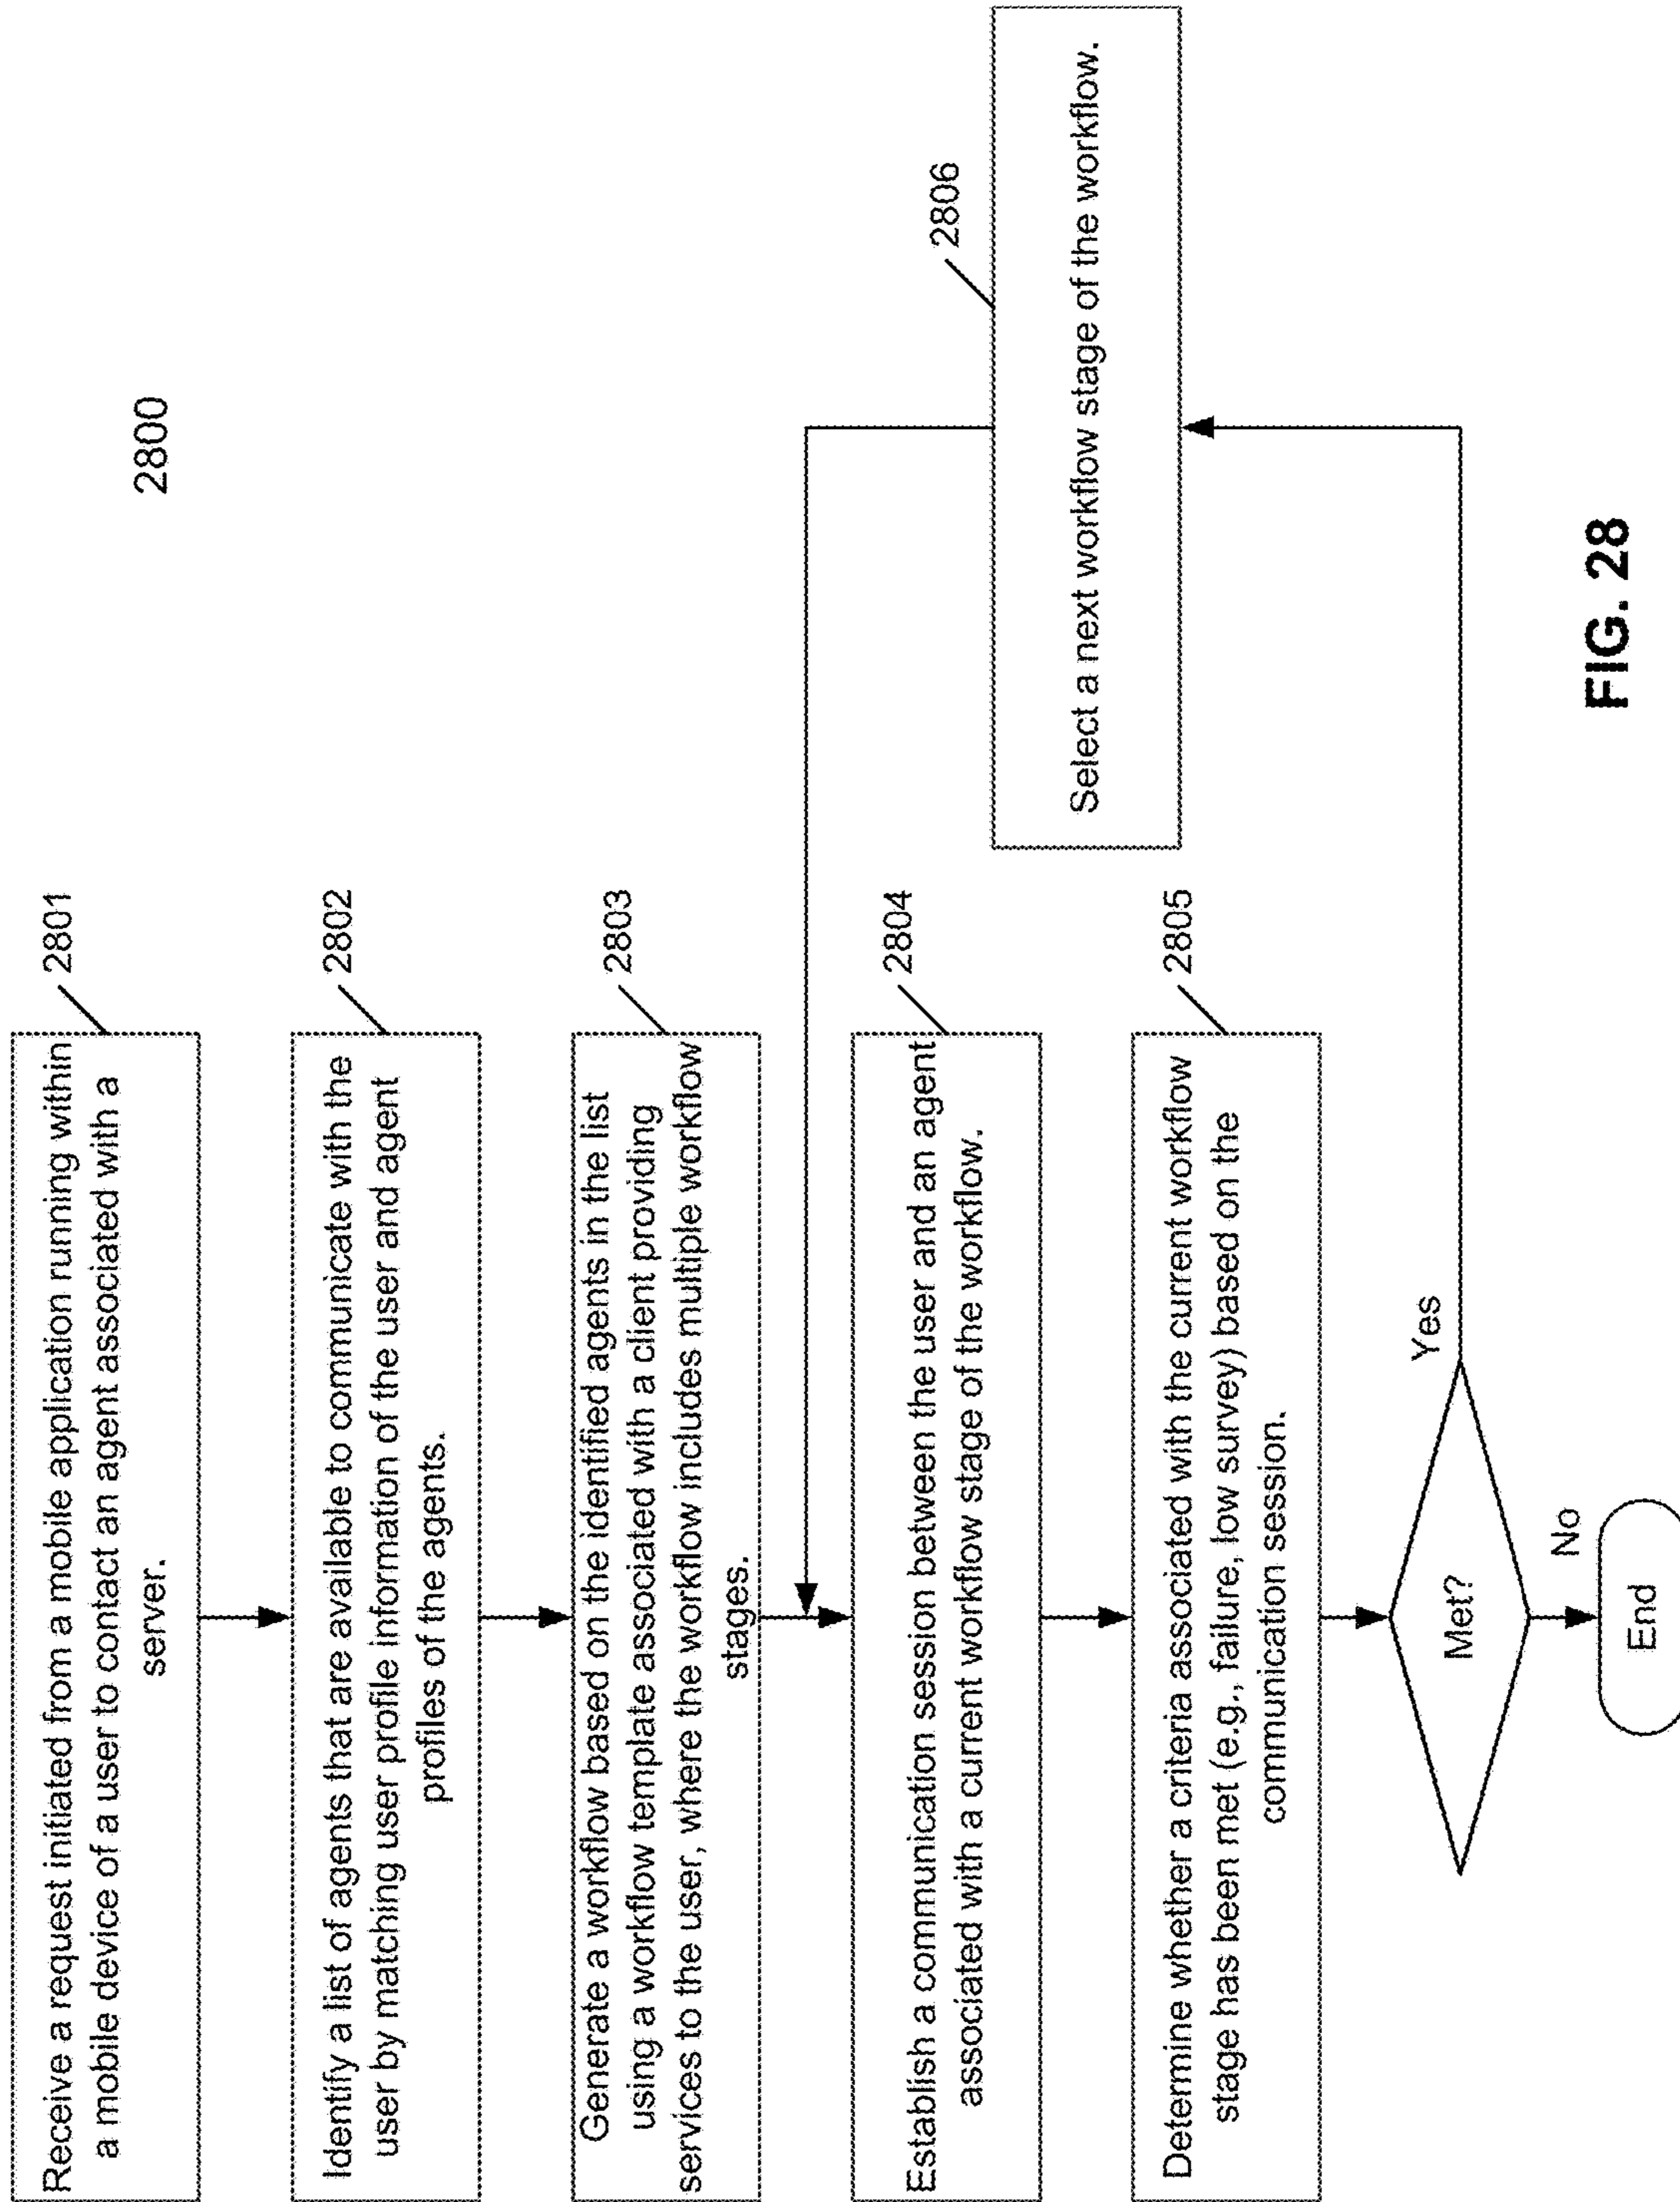 2800
Receive a request initiated from a mobile application running within
a mobile device of a user to contact an agent associated with a
server.
2801
Identify a list of agents that are available to communicate with the
user by matching user profile information of the user and agent
profiles of the agents.
2802
Generate a workflow based on the identified agents in the list
using a workflow template associated with a client providing
services to the user, where the workflow includes multiple workflow
stages.
2803
Establish a communication session between the user and an agent
associated with a current workflow stage of the workflow.
2804
Determine whether a criteria associated with the current workflow
stage has been met (e.g., failure, low survey) based on the
communication session.
2805
Met?
Yes
No
End
2806
Select a next workflow stage of the workflow.
FIG. 28